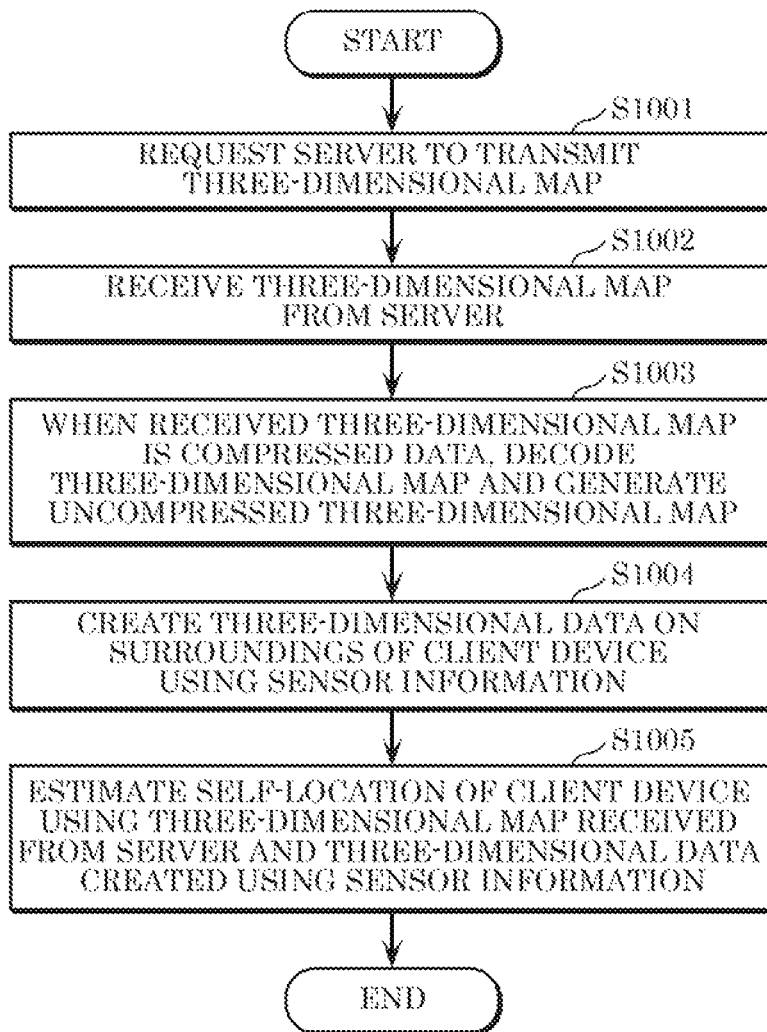 START
S1001
REQUEST SERVER TO TRANSMIT
THREE-DIMENSIONAL MAP
S1002
RECEIVE THREE-DIMENSIONAL MAP
FROM SERVER
S1003
WHEN RECEIVED THREE-DIMENSIONAL MAP
IS COMPRESSED DATA, DECODE
THREE-DIMENSIONAL MAP AND GENERATE
UNCOMPRESSED THREE-DIMENSIONAL MAP
S1004
CREATE THREE-DIMENSIONAL DATA ON
SURROUNDINGS OF CLIENT DEVICE
USING SENSOR INFORMATION
S1005
ESTIMATE SELF-LOCATION OF CLIENT DEVICE
USING THREE-DIMENSIONAL MAP RECEIVED
FROM SERVER AND THREE-DIMENSIONAL DATA
CREATED USING SENSOR INFORMATION
END